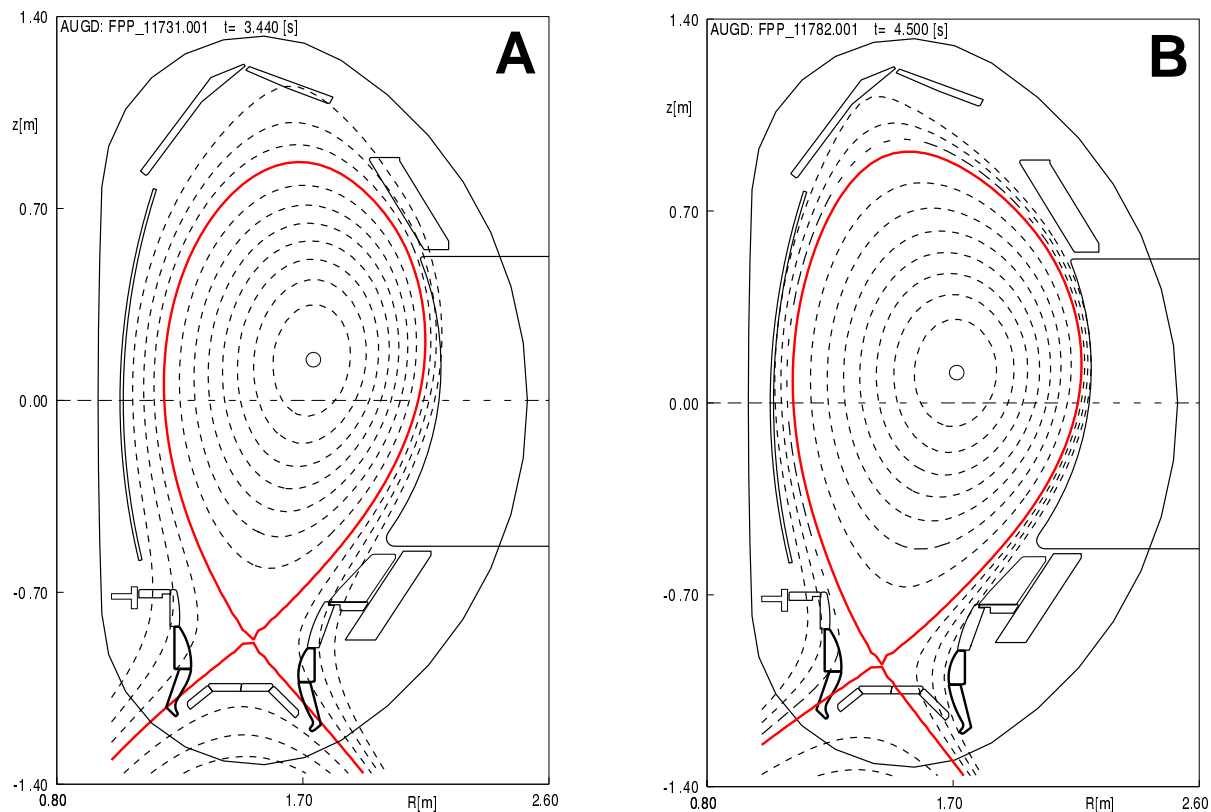 1.40
AUGD: FPP_11731.001 t= 3.440 [s]
A
z[m]
0.70
0.00
-0.70
-1.40
0.80
1.70
R[m]
2.60
1.40
AUGD: FPP_11782.001 t= 4.500 [s]
B
z[m]
0.70
0.00
-0.70
-1.40
0.80
1.70
R[m]
2.60